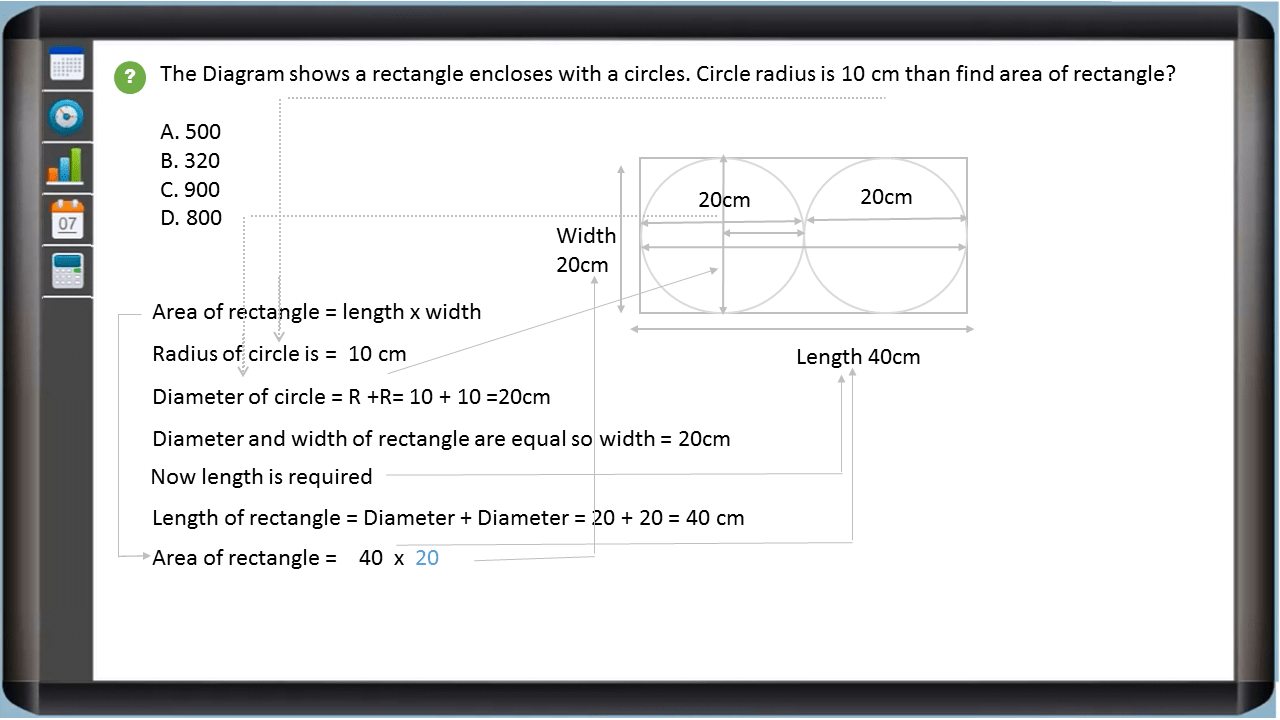 ? The Diagram shows a rectangle encloses with a circles. Circle radius is 10 cm than find area of rectangle?
A. 500
B. 320
C. 900
D. 800
20cm
20cm
Width
20cm
Length 40cm
07
Area of rectangle = length x width
Radius of circle is = 10 cm
Diameter of circle = R +R= 10 + 10 =20cm
Diameter and width of rectangle are equal so width = 20cm
Now length is required
Length of rectangle = Diameter + Diameter = 20 + 20 = 40 cm
Area of rectangle = 40 x 20